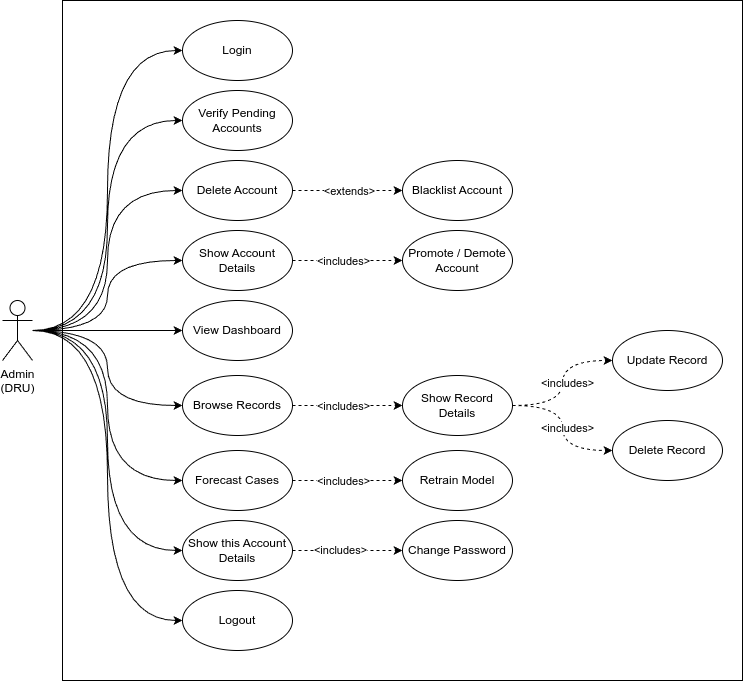 Login
Verify Pending
Accounts
Delete Account
<extends>
Blacklist Account
Show Account
Details
<includes>
Promote / Demote
Account
View Dashboard
Admin
(DRU)
Browse Records
<includes>
Show Record
Details
<includes>
Update Record
<includes>
Delete Record
Forecast Cases
<includes>
Retrain Model
Show this Account
Details
<includes>
Change Password
Logout